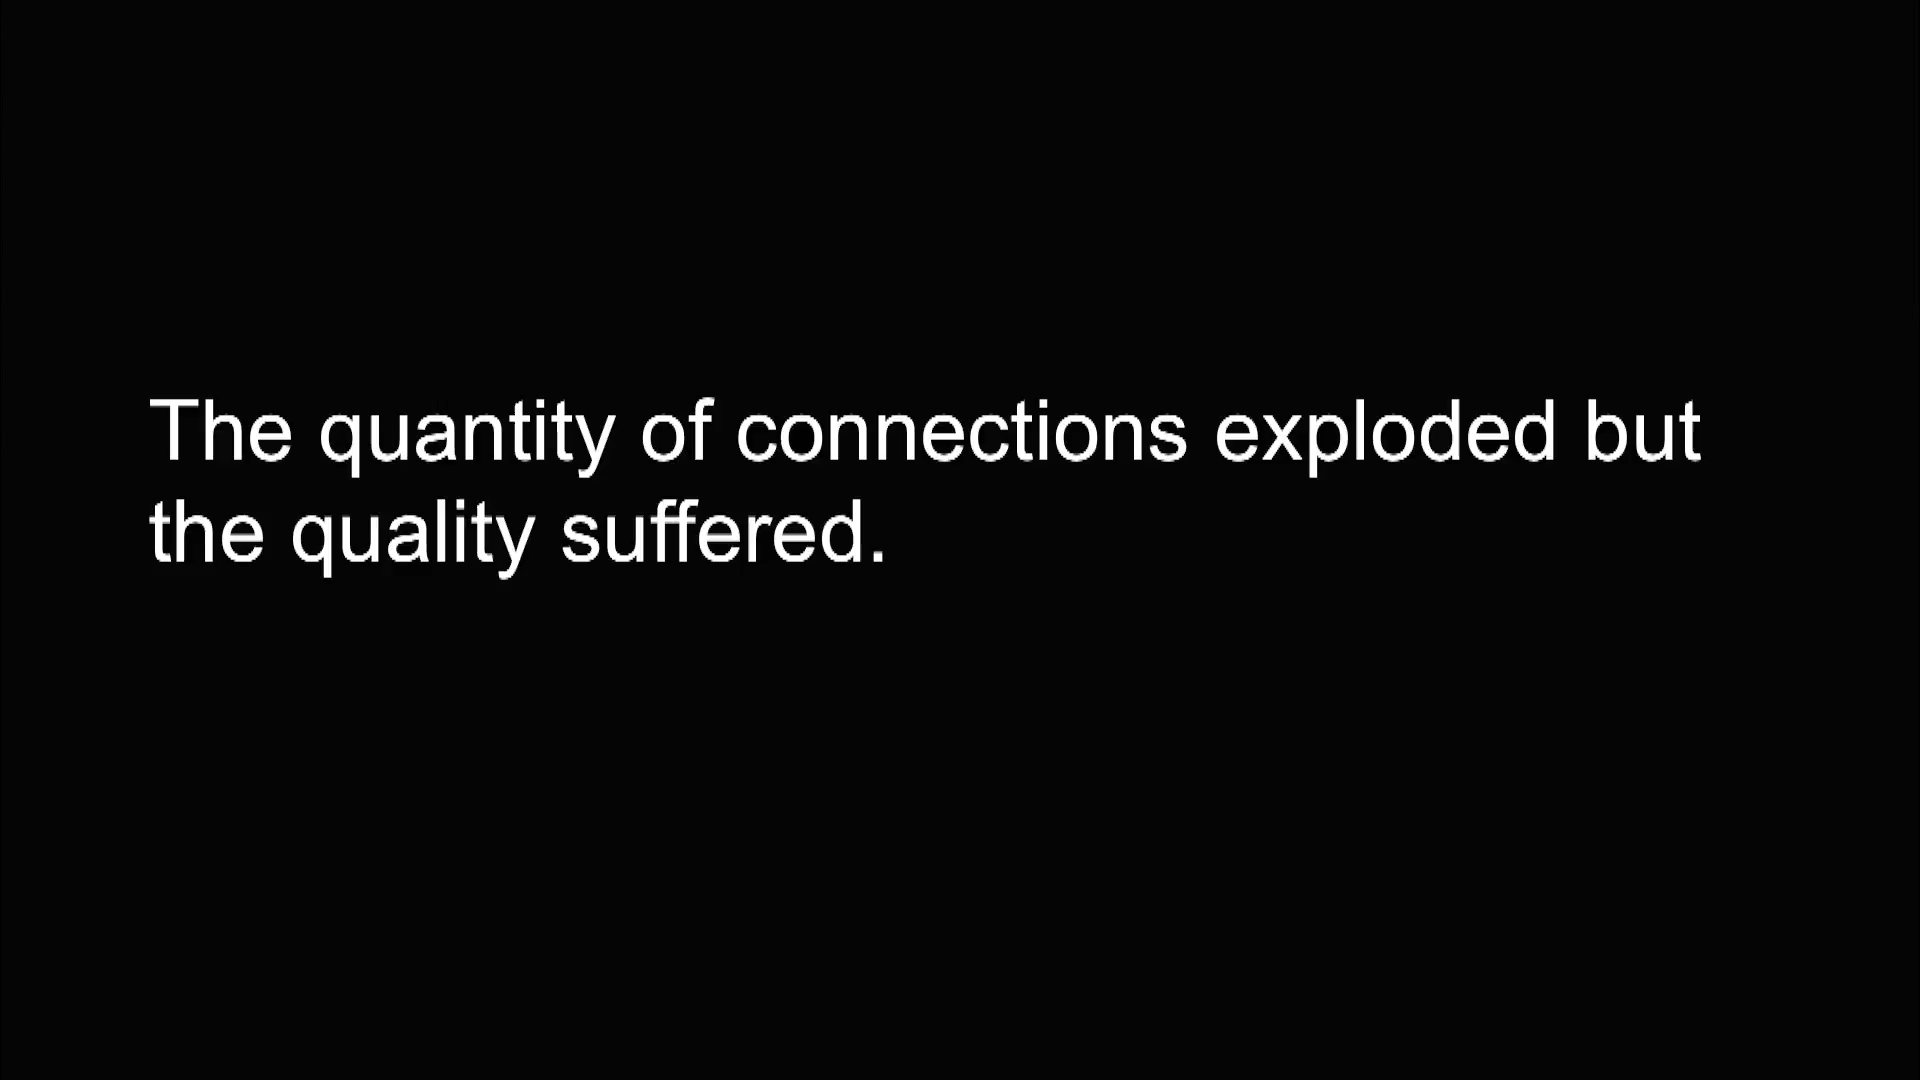 The quantity of connections exploded but
the quality suffered.